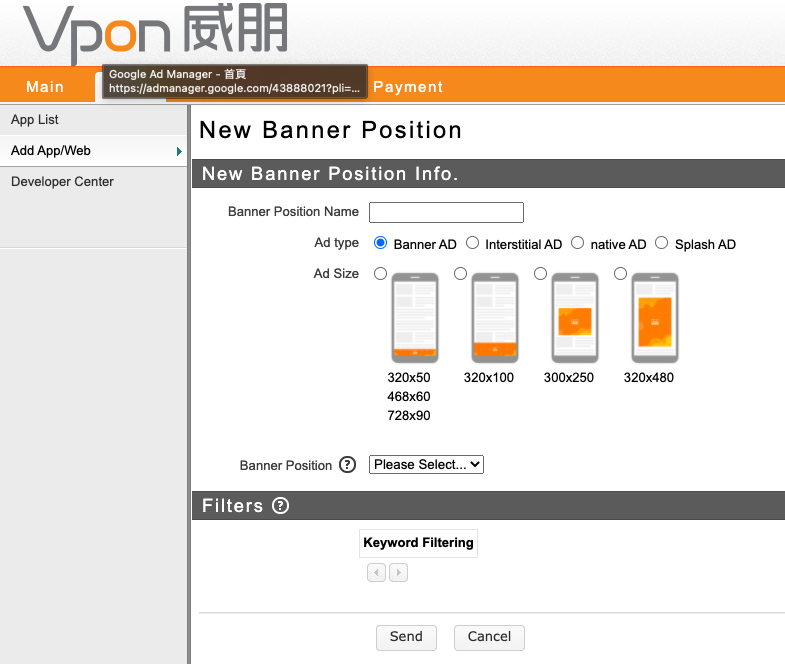 Vpon 威朋
Google Ad Manager - 首頁
https://admanager.google.com/43888021?pli=...
Main
Payment
App List
Add App/Web
Developer Center
New Banner Position
New Banner Position Info.
Banner Position Name
Ad type Banner AD Interstitial AD native AD Splash AD
Ad Size
320x50 320x100 300x250 320x480
468x60
728x90
Banner Position ? Please Select...
Filters ?
Keyword Filtering
Send Cancel